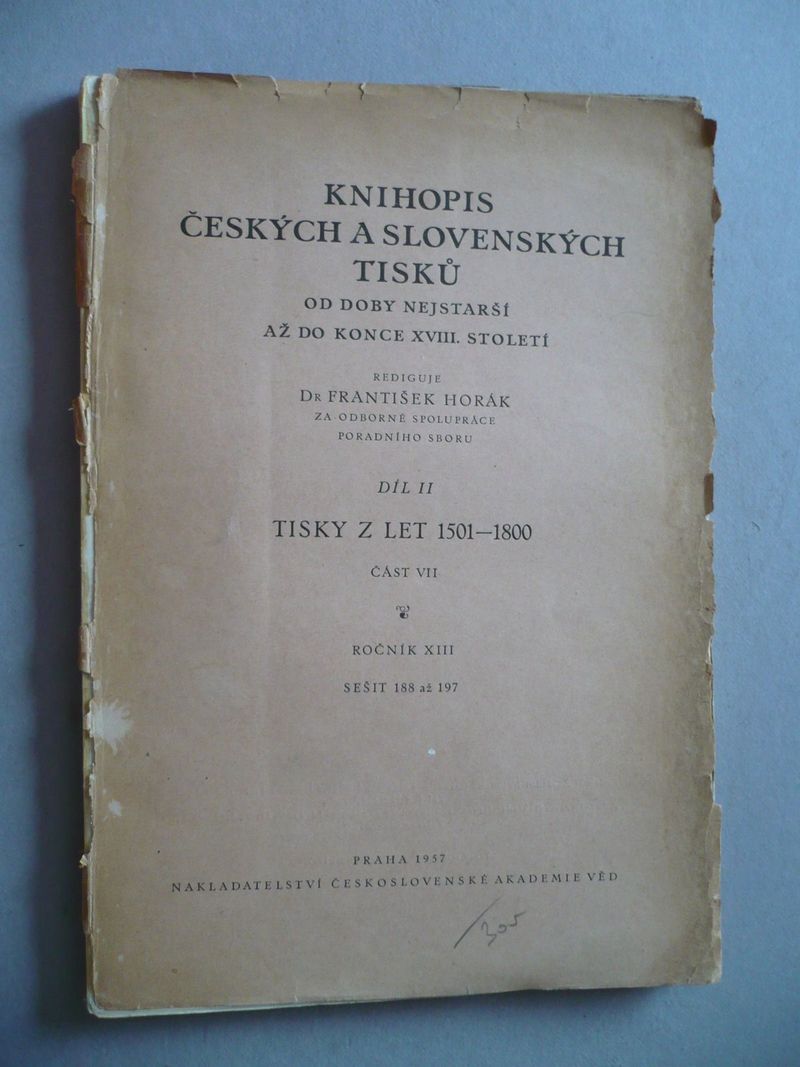 KNIHOPIS
ČESKÝCH A SLOVENSKÝCH
TISKŮ
OD DOBY NEJSTARŠÍ
AŽ DO KONCE XVIII. STOLETÍ
REDIGUJE
DR FRANTIŠEK HORÁK
ZA ODBORNÉ SPOLUPRÁCE
PORADNÍHO SBORU
DÍL II
TISKY Z LET 1501—1800
ČÁST VII
ROČNÍK XIII
SEŠIT 188 až 197
PRAHA 1957
NAKLADATELSTVÍ ČESKOSLOVENSKÉ AKADEMIE VĚD
/305